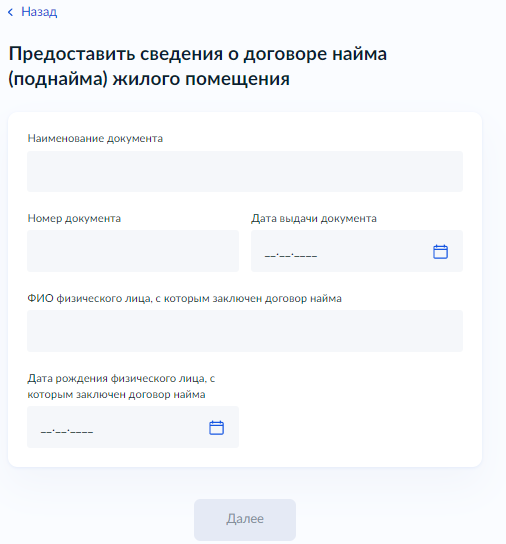 Назад
Предоставить сведения о договоре найма
(поднайма) жилого помещения
Наименование документа
Номер документа
Дата выдачи документа
__.__.____
ФИО физического лица, с которым заключен договор найма
Дата рождения физического лица, с
которым заключен договор найма
__.__.____
Далее